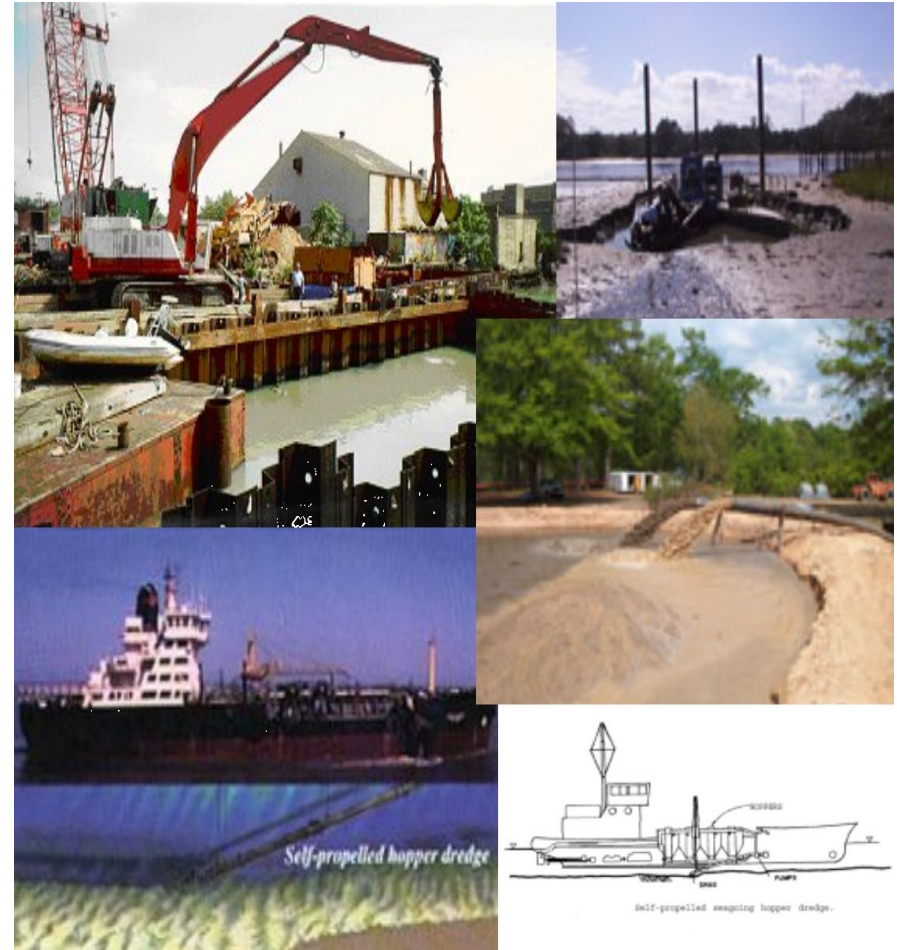 Self-propelled hopper dredge
HOPPERS
DRAG
PUMPS
Self-propelled seagoing hopper dredge.